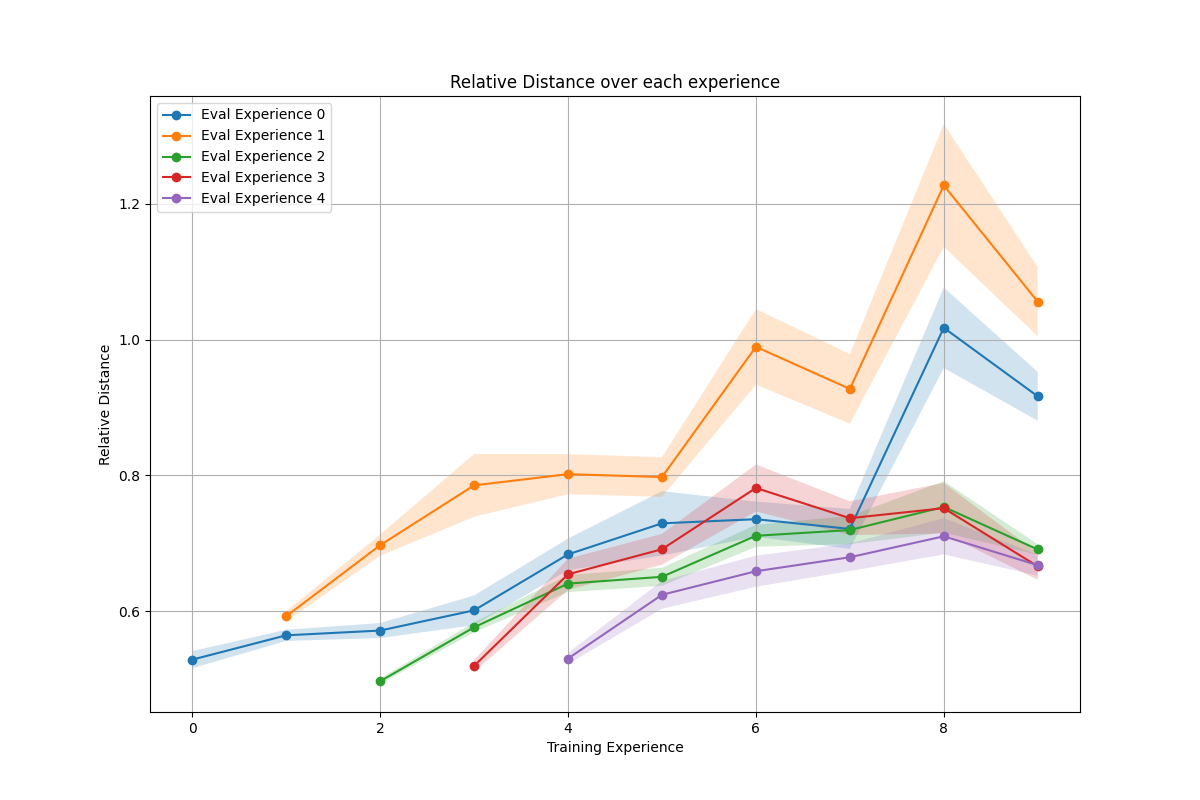 Relative Distance over each experience
Eval Experience 0
Eval Experience 1
Eval Experience 2
Eval Experience 3
Eval Experience 4
Relative Distance
1.2
1.0
0.8
0.6
0 2 4 6 8
Training Experience